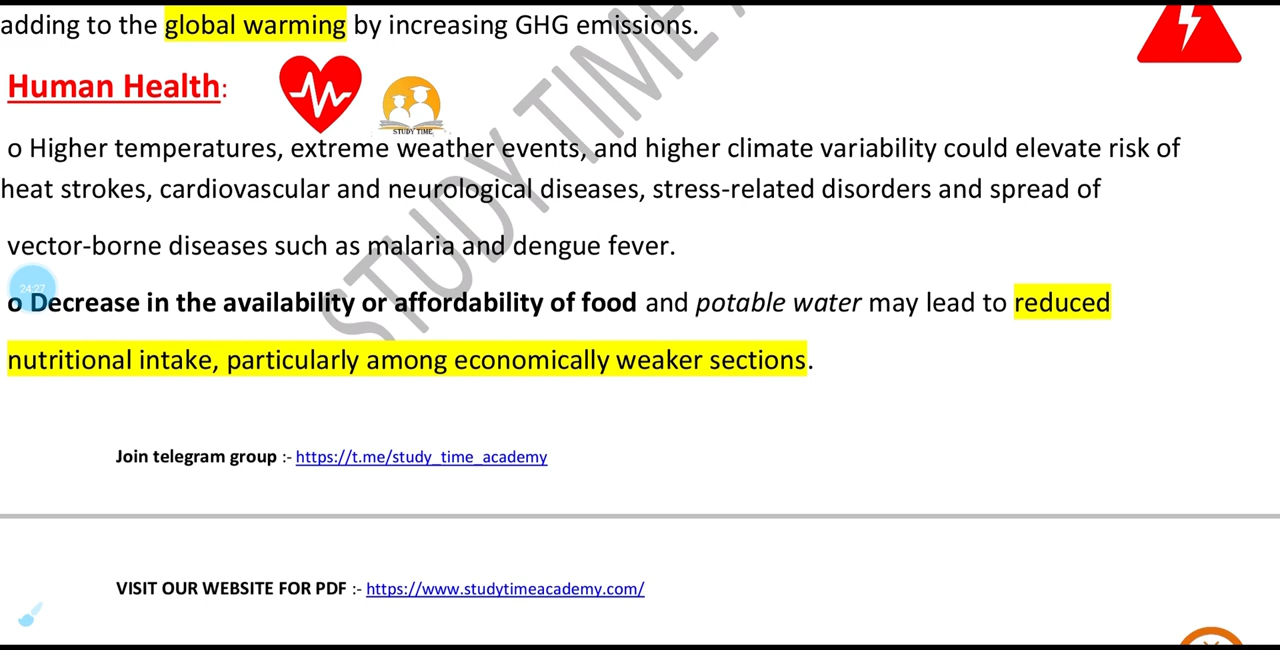 adding to the global warming by increasing GHG emissions.
Human Health:
STUDY TIME
o Higher temperatures, extreme weather events, and higher climate variability could elevate risk of
heat strokes, cardiovascular and neurological diseases, stress-related disorders and spread of
vector-borne diseases such as malaria and dengue fever.
24:27
o Decrease in the availability or affordability of food and potable water may lead to reduced
nutritional intake, particularly among economically weaker sections.
STUDY TIME
Join telegram group :- https://t.me/study_time_academy
VISIT OUR WEBSITE FOR PDF :- https://www.studytimeacademy.com/